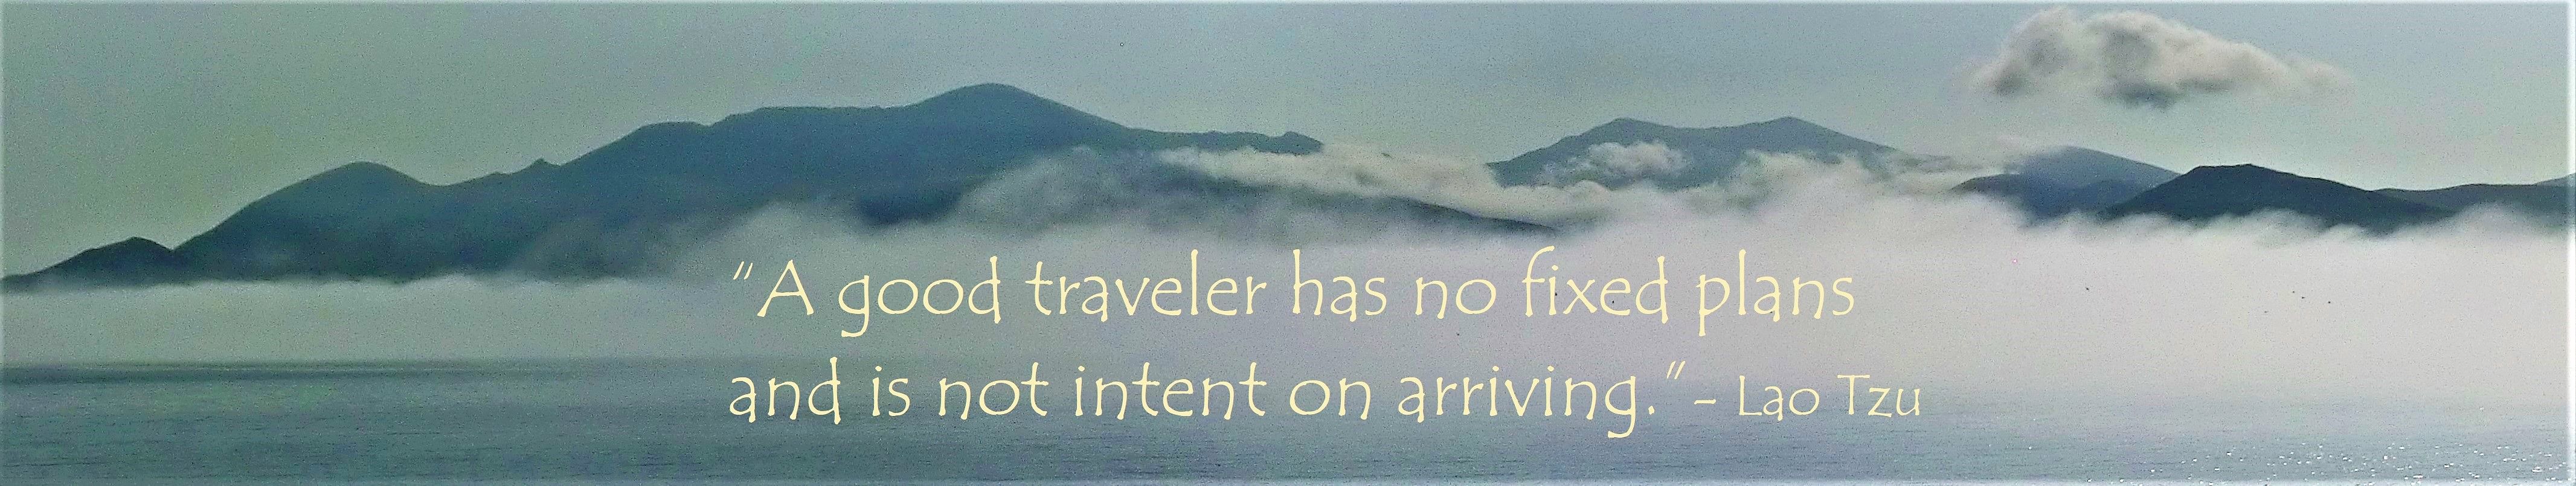 “A good traveler has no fixed plans
and is not intent on arriving.” – Lao Tzu